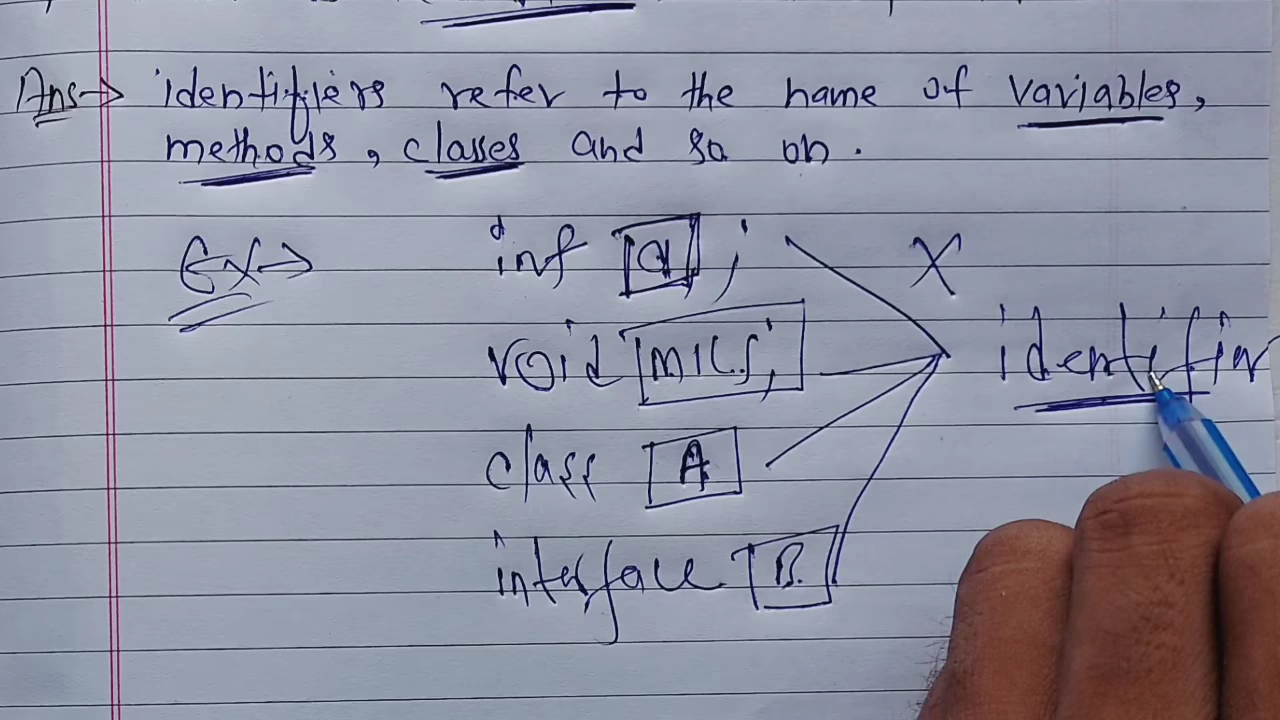 Ans→ identifiers refer to the name of variables,
methods, classes and so on.
Ex→ int a; X
void m1();
identifier
class A
interface B